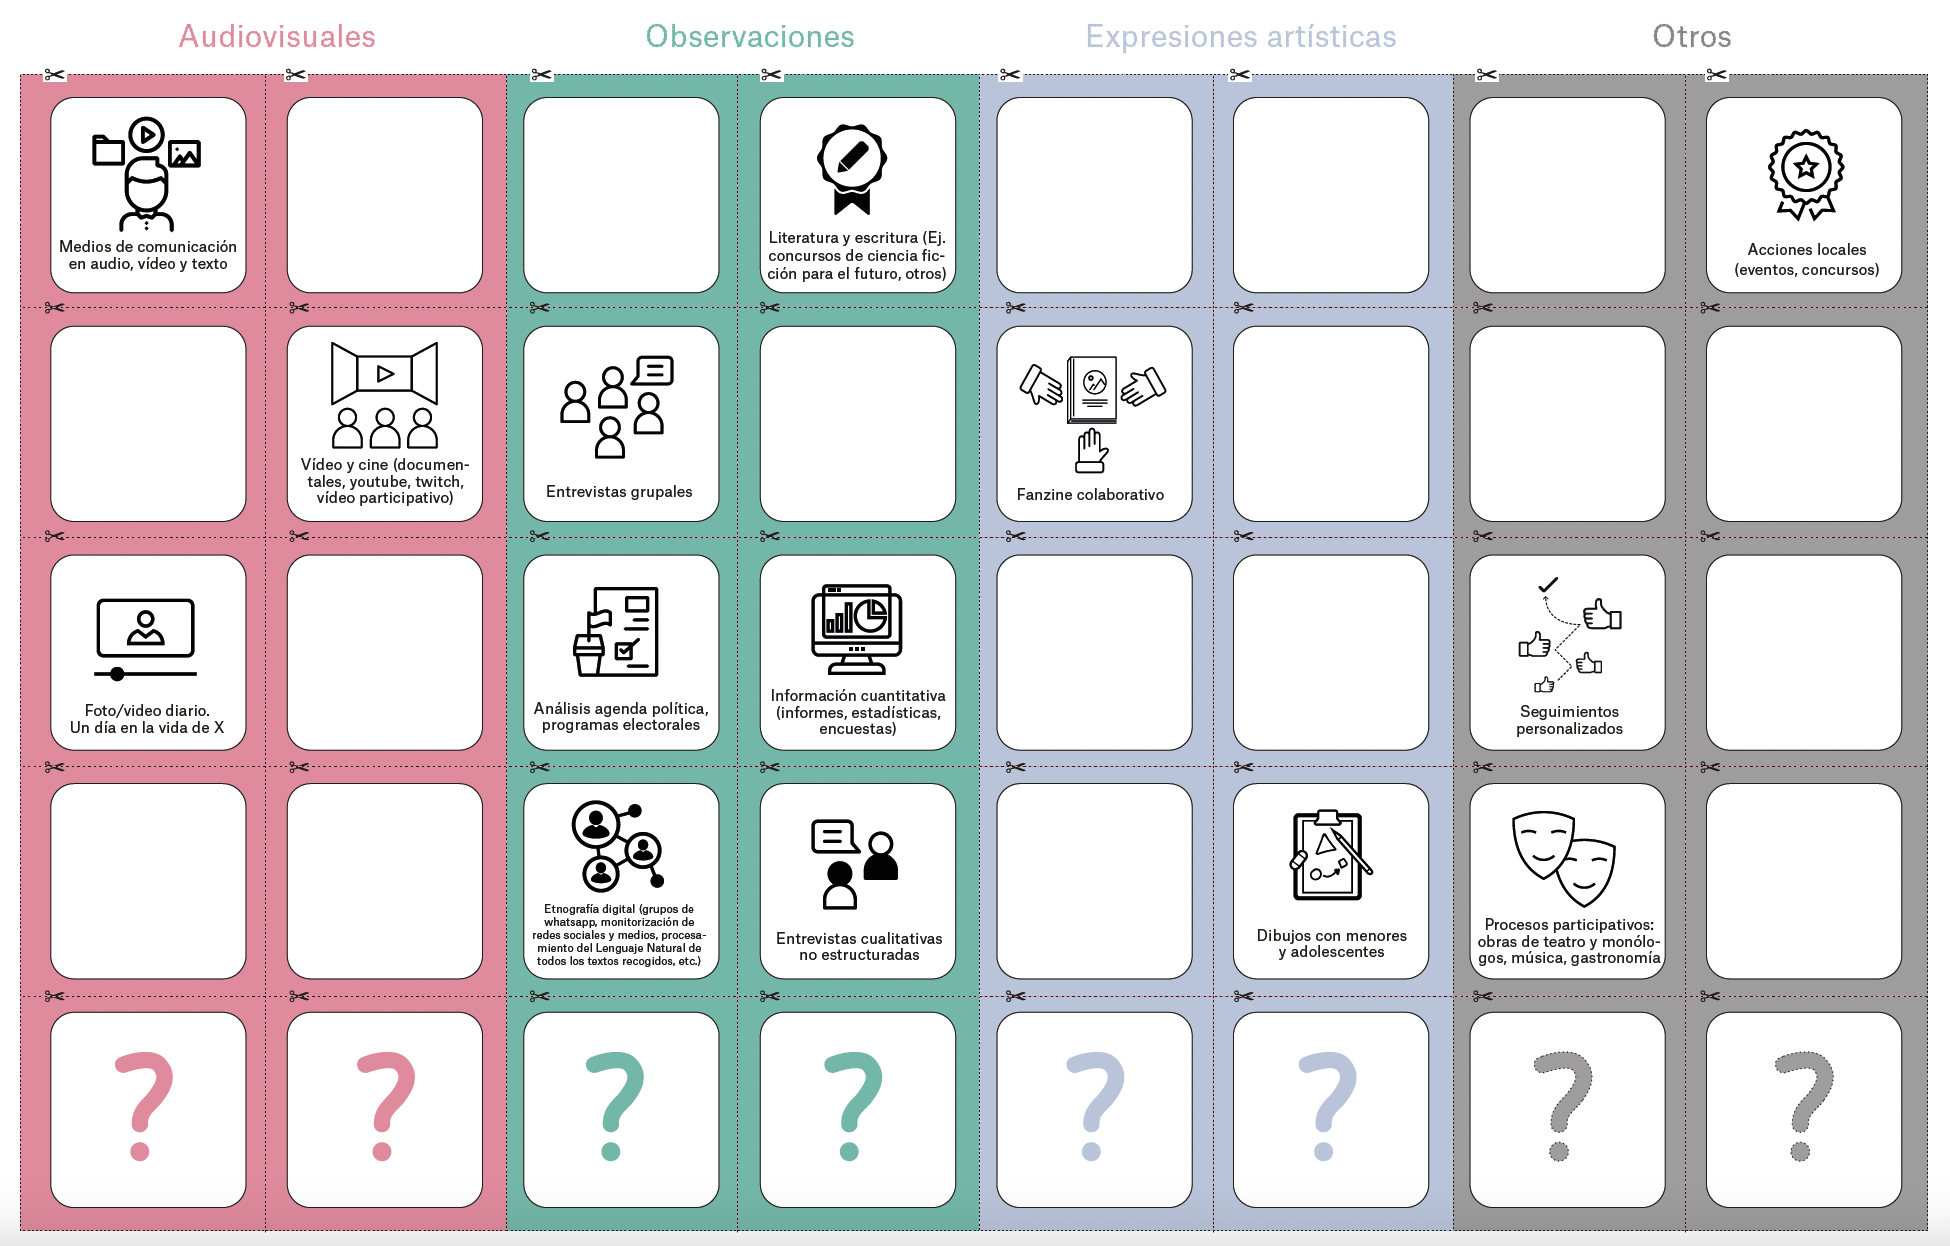 Audiovisuales
Observaciones
Expresiones artísticas
Otros
Medios de comunicación
en audio, vídeo y texto
Literatura y escritura (Ej.
concursos de ciencia fic-
ción para el futuro, otros)
Acciones locales
(eventos, concursos)
Vídeo y cine (documen-
tales, youtube, twitch,
vídeo participativo)
Entrevistas grupales
Fanzine colaborativo
Foto/video diario.
Un día en la vida de X
Análisis agenda política,
programas electorales
Información cuantitativa
(informes, estadísticas,
encuestas)
Seguimientos
personalizados
Etnografía digital (grupos de
whatsapp, monitorización de
redes sociales y medios, procesa-
miento del Lenguaje Natural de
todos los textos recogidos, etc.)
Entrevistas cualitativas
no estructuradas
Dibujos con menores
y adolescentes
Procesos participativos:
obras de teatro y monólo-
gos, música, gastronomía
?
?
?
?
?
?
?
?